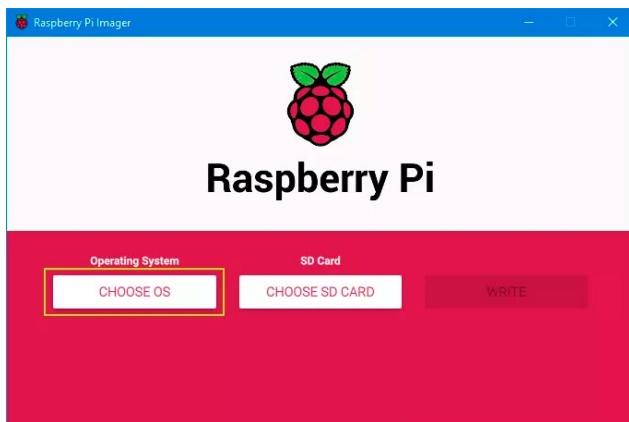 Raspberry Pi Imager
Raspberry Pi
Operating System
SD Card
CHOOSE OS
CHOOSE SD CARD
WRITE